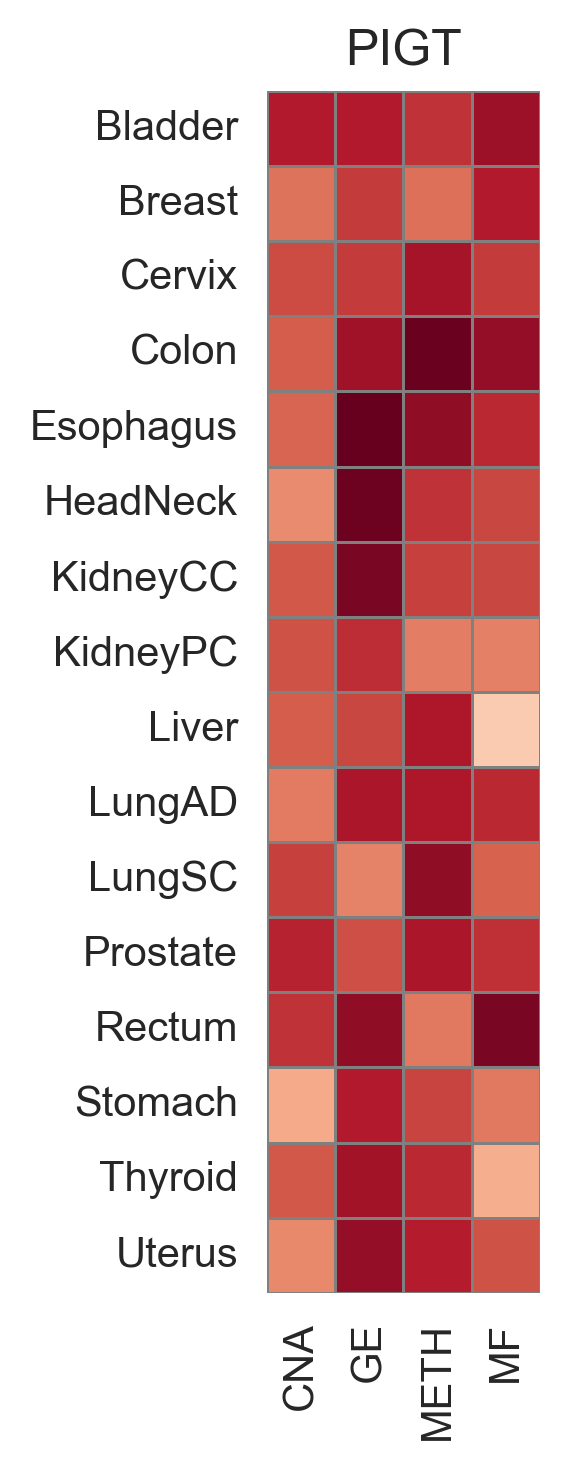 PIGT
Bladder
Breast
Cervix
Colon
Esophagus
HeadNeck
KidneyCC
KidneyPC
Liver
LungAD
LungSC
Prostate
Rectum
Stomach
Thyroid
Uterus
CNA
GE
METH
MF